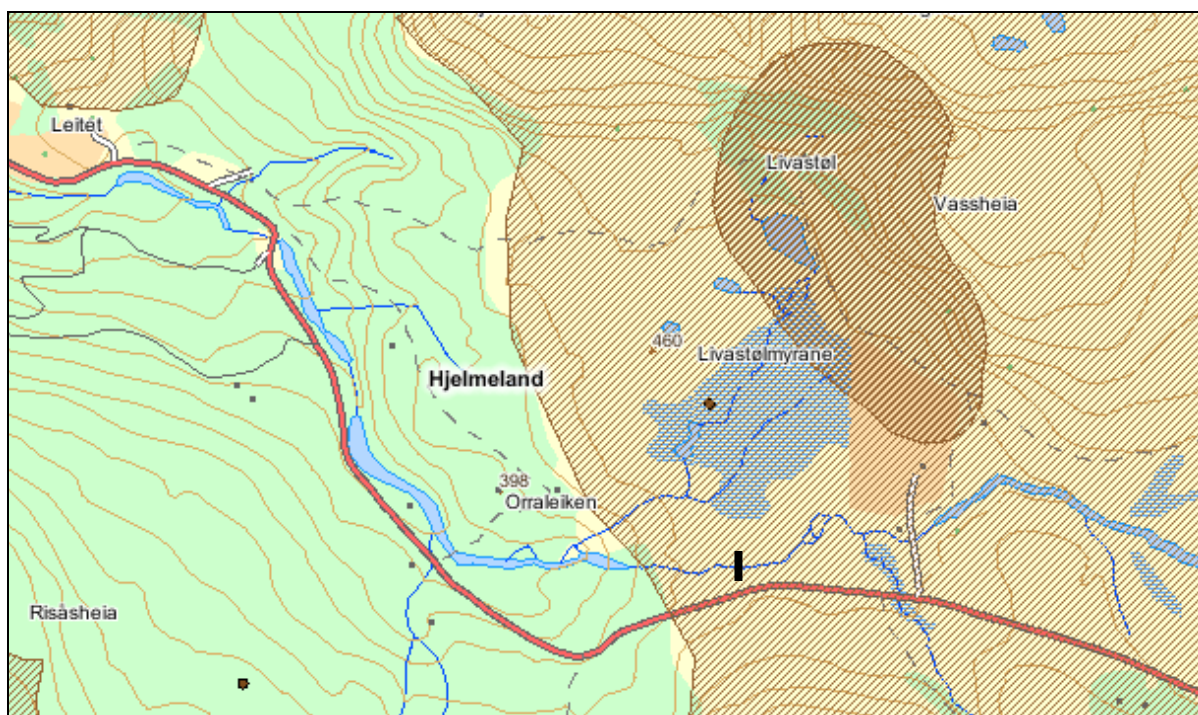 Leitet
Livastøl
Vassheia
460
Livastølmyrane
Hjelmeland
398
Orraleiken
Risåsheia